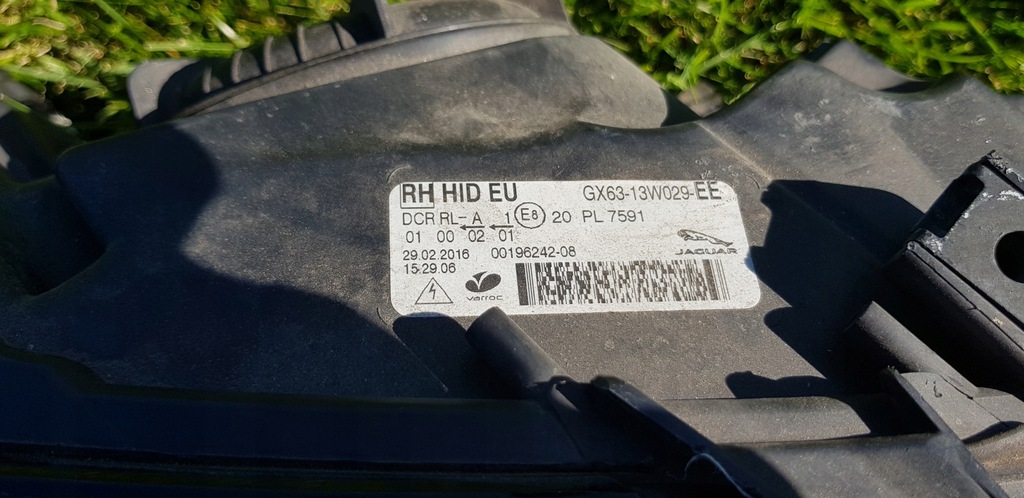 RH HID EU GX63-13W029-EE
DCR RL-A 1 E8 20 PL 7591
01 00 02 01
29.02.2016 00196242-08
JAGUAR
15:29:06
varroc